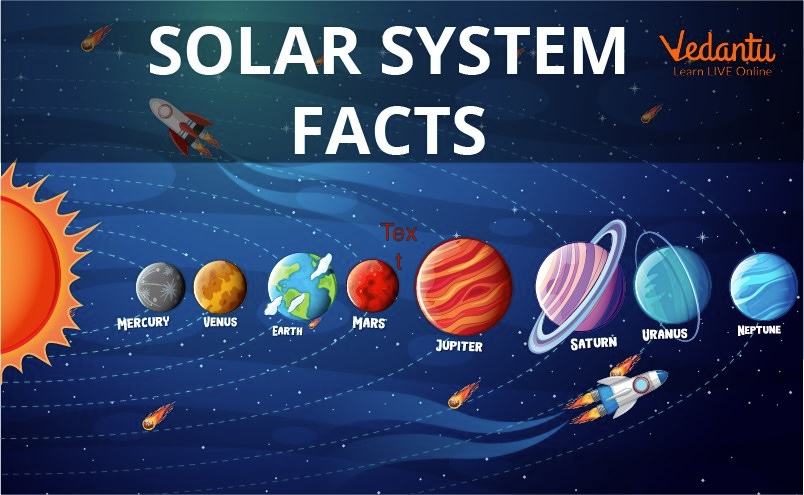 SOLAR SYSTEM
FACTS
Vedantu
Learn LIVE Online
Tex
t
MERCURY
VENUS
EARTH
MARS
JUPITER
SATURN
URANUS
NEPTUNE